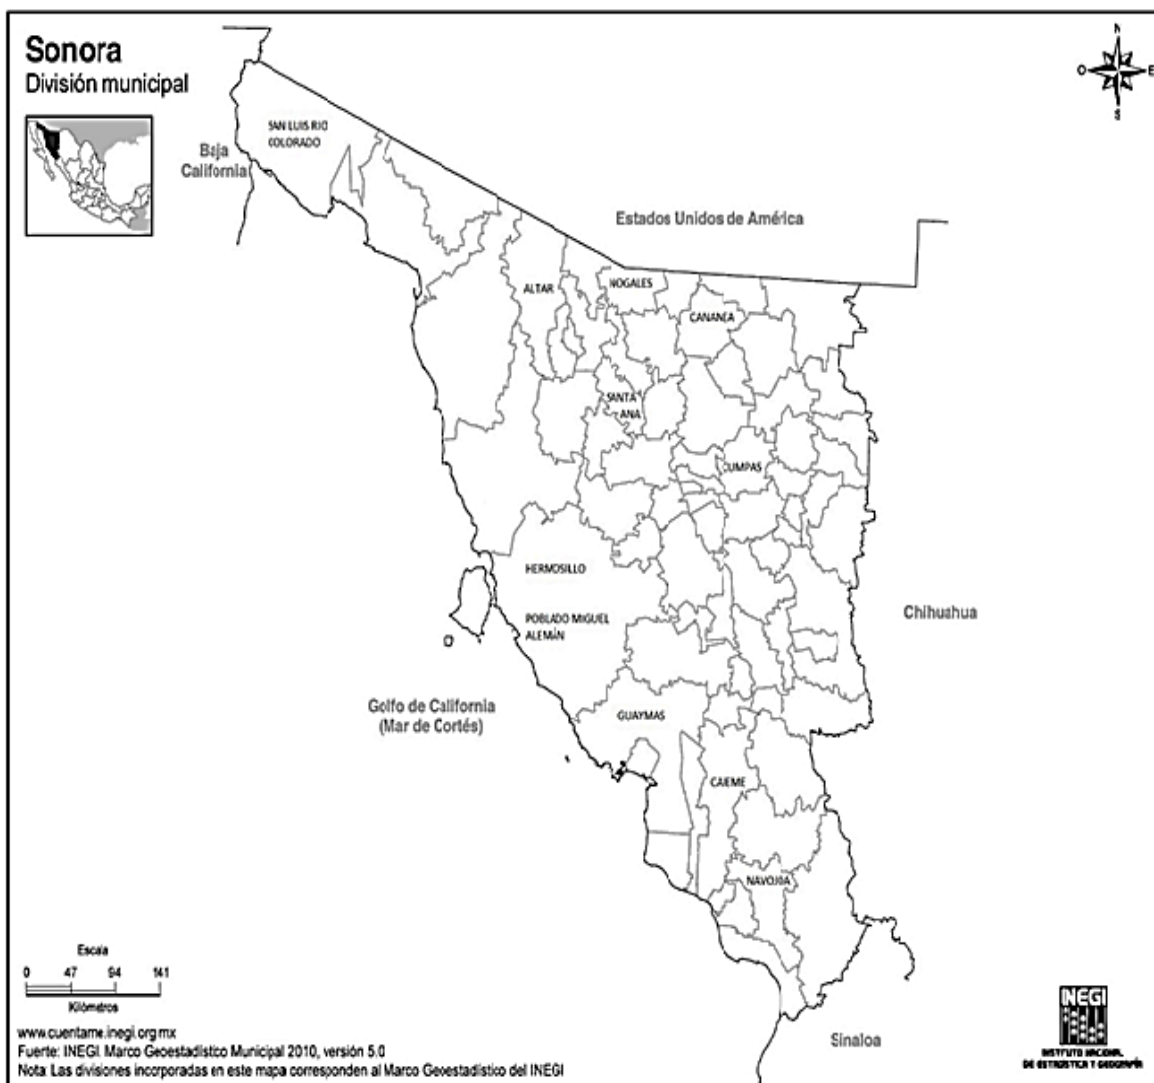 Sonora
División municipal
N
O
E
S
SAN LUIS RIO
COLORADO
Baja
California
Estados Unidos de América
ALTAR
NOGALES
CANANEA
SANTA
ANA
CUMPAS
HERMOSILLO
POBLADO MIGUEL
ALEMÁN
Chihuahua
Golfo de California
(Mar de Cortés)
GUAYMAS
CAJEME
NAVOJOA
Escala
0 47 94 141
Kilómetros
www.cuentame.inegi.org.mx
Fuente: INEGI. Marco Geoestadístico Municipal 2010, versión 5.0
Nota: Las divisiones incorporadas en este mapa corresponden al Marco Geoestadístico del INEGI
Sinaloa
INEGI
INSTITUTO NACIONAL
DE ESTADISTICA Y GEOGRAFIA